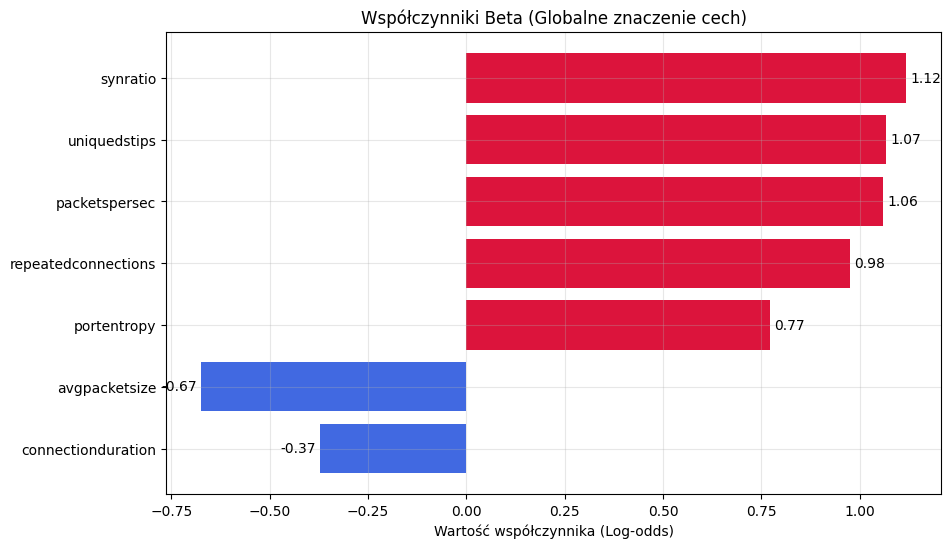 Współczynniki Beta (Globalne znaczenie cech)
synratio
1.12
uniquedstips
1.07
packetspersec
1.06
repeatedconnections
0.98
portentropy
0.77
avgpacketsize
-0.67
connectionduration
-0.37
−0.75 −0.50 −0.25 0.00 0.25 0.50 0.75 1.00
Wartość współczynnika (Log-odds)